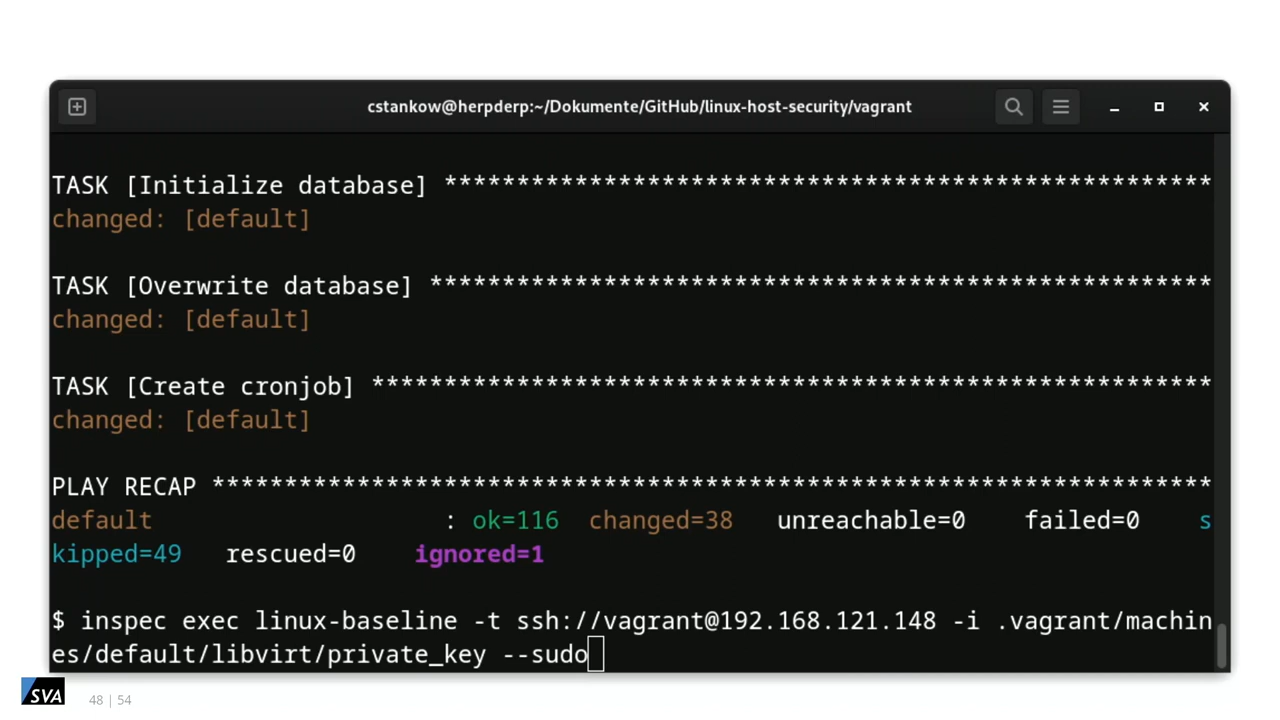 cstankow@herpderp:~/Dokumente/GitHub/linux-host-security/vagrant
TASK [Initialize database] *****************************************************
changed: [default]
TASK [Overwrite database] ******************************************************
changed: [default]
TASK [Create cronjob] **********************************************************
changed: [default]
PLAY RECAP *********************************************************************
default                    : ok=116  changed=38   unreachable=0    failed=0    s
kipped=49   rescued=0    ignored=1
$ inspec exec linux-baseline -t ssh://vagrant@192.168.121.148 -i .vagrant/machin
es/default/libvirt/private_key --sudo
SVA
48 | 54